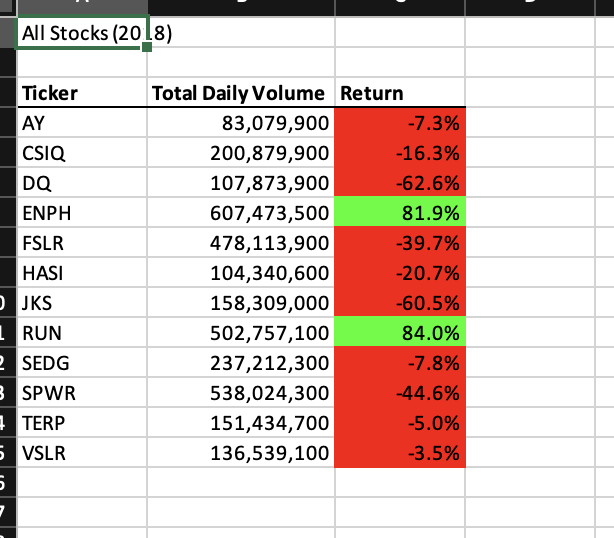 All Stocks (2018)
Ticker Total Daily Volume Return
AY 83,079,900 -7.3%
CSIQ 200,879,900 -16.3%
DQ 107,873,900 -62.6%
ENPH 607,473,500 81.9%
FSLR 478,113,900 -39.7%
HASI 104,340,600 -20.7%
JKS 158,309,000 -60.5%
RUN 502,757,100 84.0%
SEDG 237,212,300 -7.8%
SPWR 538,024,300 -44.6%
TERP 151,434,700 -5.0%
VSLR 136,539,100 -3.5%